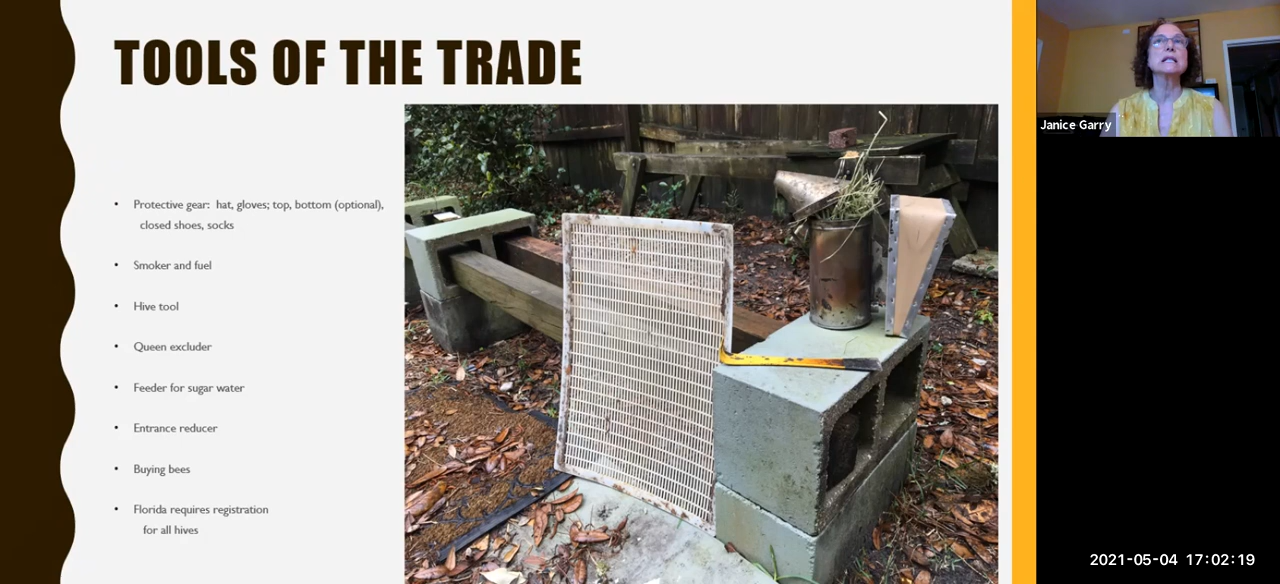 TOOLS OF THE TRADE
• Protective gear: hat, gloves; top, bottom (optional),
closed shoes, socks
• Smoker and fuel
• Hive tool
• Queen excluder
• Feeder for sugar water
• Entrance reducer
• Buying bees
• Florida requires registration
for all hives
Janice Garry
2021-05-04 17:02:19